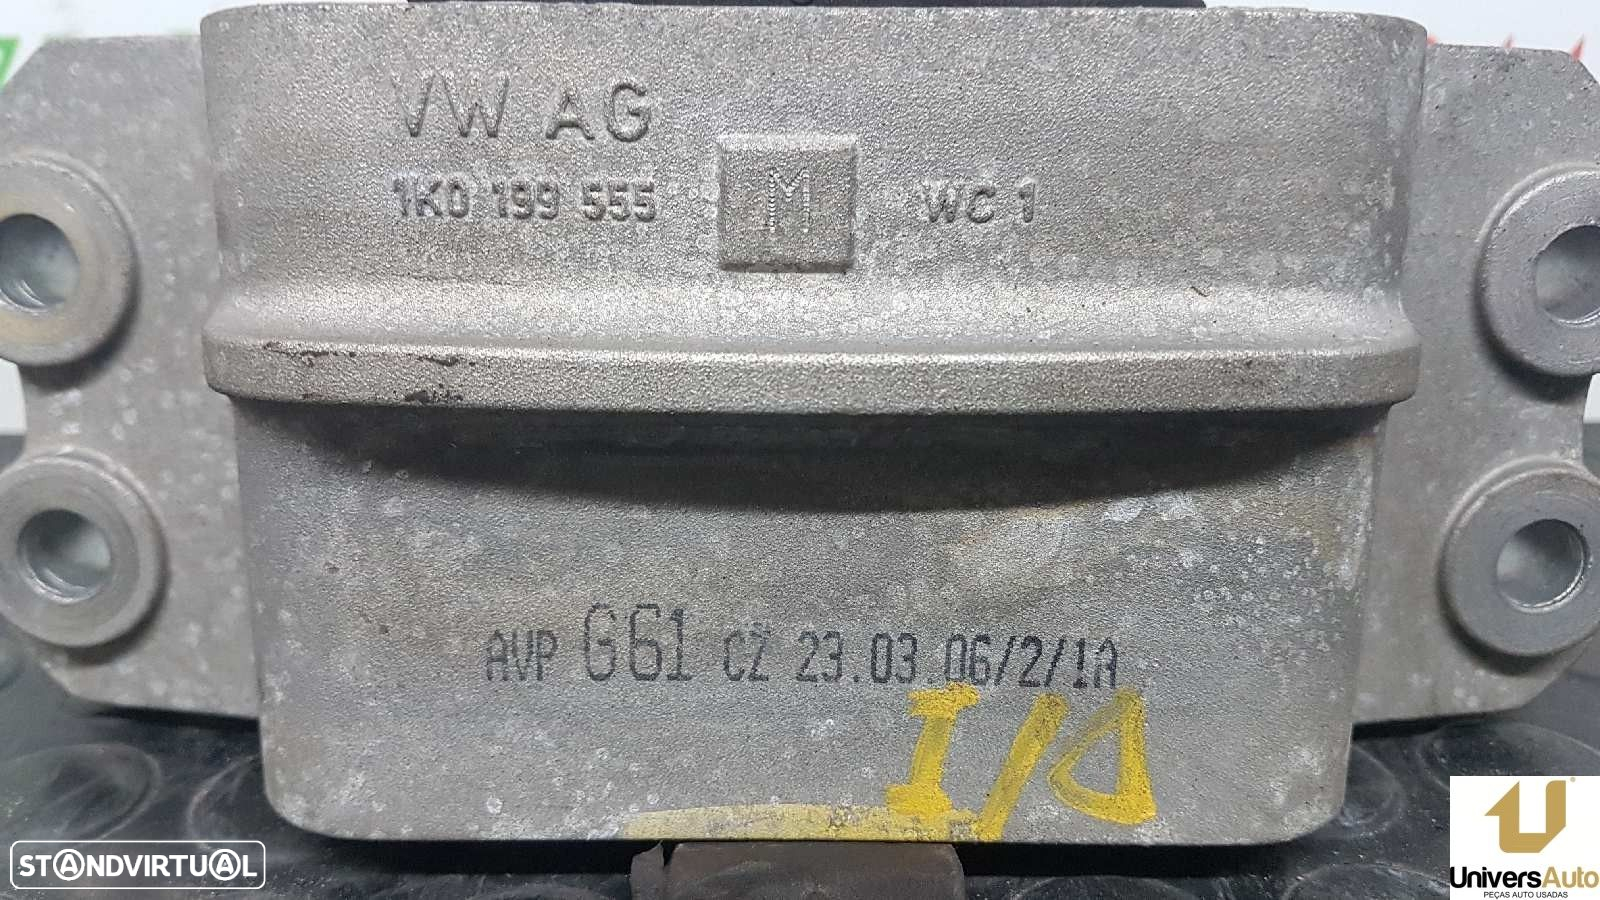 VW AG
1K0 199 555 M WC 1
AVP G61 CZ 23.03.06/2/1A
I/A
STANDVIRTUAL
UniversAuto
PEÇAS AUTO USADAS